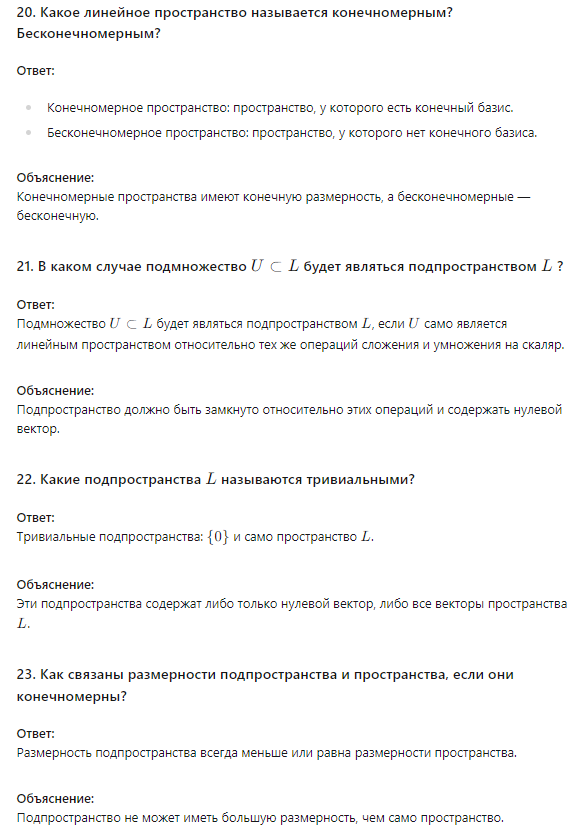 20. Какое линейное пространство называется конечномерным?
Бесконечномерным?
Ответ:
Конечномерное пространство: пространство, у которого есть конечный базис.
Бесконечномерное пространство: пространство, у которого нет конечного базиса.
Объяснение:
Конечномерные пространства имеют конечную размерность, а бесконечномерные —
бесконечную.
21. В каком случае подмножество U ⊂ L будет являться подпространством L ?
Ответ:
Подмножество U ⊂ L будет являться подпространством L, если U само является
линейным пространством относительно тех же операций сложения и умножения на скаляр.
Объяснение:
Подпространство должно быть замкнуто относительно этих операций и содержать нулевой
вектор.
22. Какие подпространства L называются тривиальными?
Ответ:
Тривиальные подпространства: {0} и само пространство L.
Объяснение:
Эти подпространства содержат либо только нулевой вектор, либо все векторы пространства
L.
23. Как связаны размерности подпространства и пространства, если они
конечномерны?
Ответ:
Размерность подпространства всегда меньше или равна размерности пространства.
Объяснение:
Подпространство не может иметь большую размерность, чем само пространство.